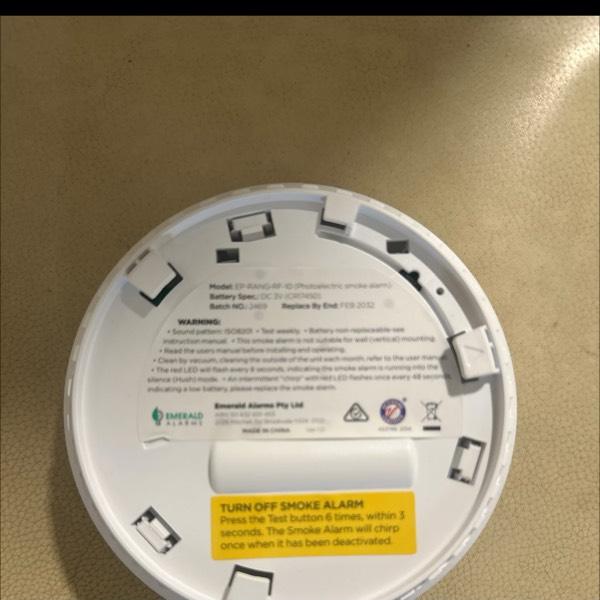 Model: EP-RANG-RF-10 (Photoelectric smoke alarm)
Battery Spec.: DC 3V (CR17450)
Batch NO.: 2469 Replace By End: FEB 2032
WARNING:
• Sound pattern: ISO8201 • Test weekly. • Battery non replaceable-see
instruction manual. • This smoke alarm is not suitable for wall (vertical) mounting.
• Read the users manual before installing and operating.
• Clean by vacuum, cleaning the outside of the unit each month, refer to the user manual.
• The red LED will flash every 8 seconds, indicating the smoke alarm is running into the
silence (Hush) mode. • An intermittent "chirp" with red LED flashes once every 48 seconds,
indicating a low battery, please replace the smoke alarm.
EMERALD
ALARMS
Emerald Alarms Pty Ltd
MADE IN CHINA
TURN OFF SMOKE ALARM
Press the Test button 6 times, within 3
seconds. The Smoke Alarm will chirp
once when it has been deactivated.